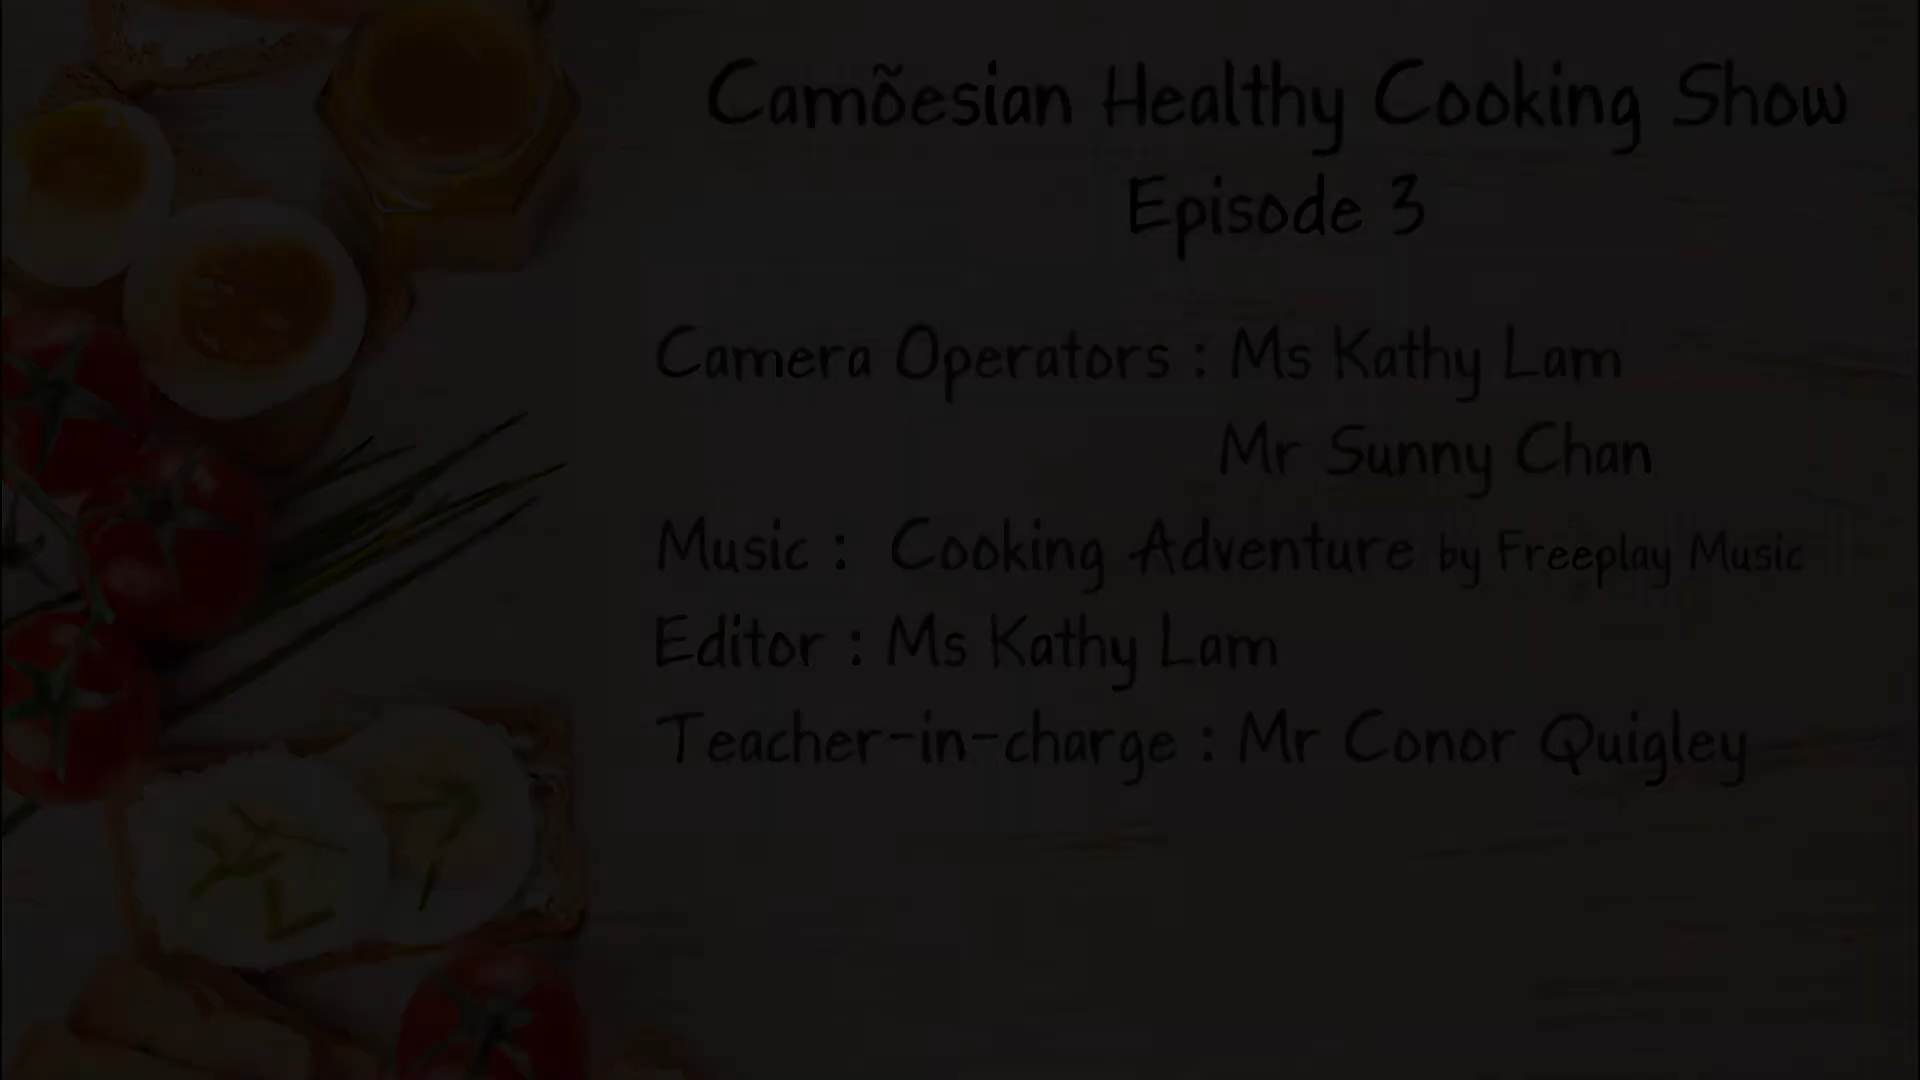 Camõesian Healthy Cooking Show
Episode 3
Camera Operators : Ms Kathy Lam
Mr Sunny Chan
Music : Cooking Adventure by Freeplay Music
Editor : Ms Kathy Lam
Teacher-in-charge : Mr Conor Quigley